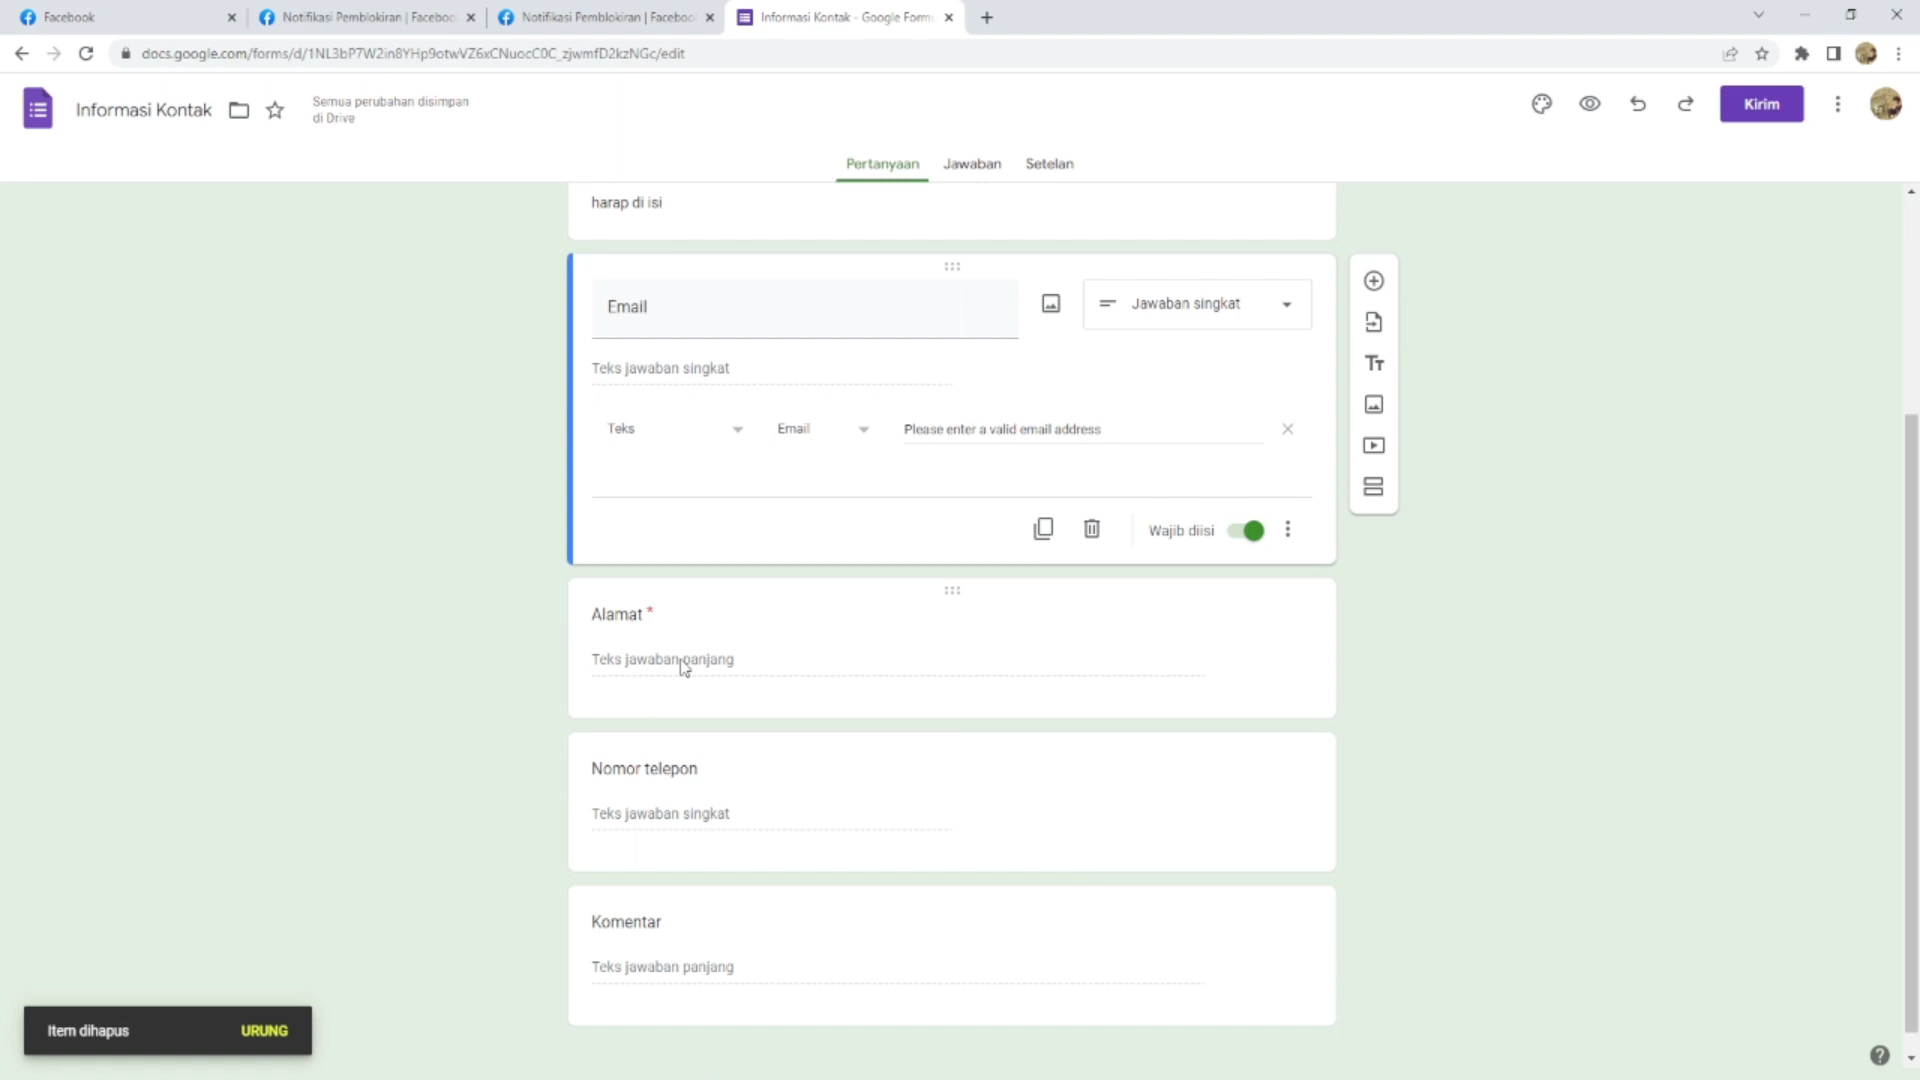 Facebook
Notifikasi Pemblokiran | Faceboo
Notifikasi Pemblokiran | Faceboo
Informasi Kontak - Google Formu
docs.google.com/forms/d/1NL3bP7W2in8YHp9otwVZ6xCNuocC0C_zjwmfD2kzNGc/edit
Informasi Kontak
Semua perubahan disimpan
di Drive
Kirim
Pertanyaan
Jawaban
Setelan
harap di isi
Email
Jawaban singkat
Teks jawaban singkat
Teks
Email
Please enter a valid email address
Wajib diisi
Alamat *
Teks jawaban panjang
Nomor telepon
Teks jawaban singkat
Komentar
Teks jawaban panjang
Item dihapus
URUNG